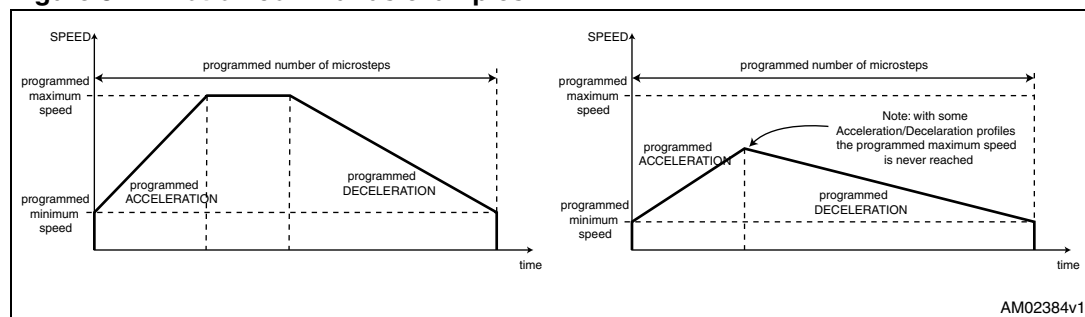 SPEED
programmed number of microsteps
programmed
maximum
speed
programmed
ACCELERATION
programmed
DECELERATION
programmed
minimum
speed
time
SPEED
programmed number of microsteps
programmed
maximum
speed
Note: with some
Acceleration/Decelaration profiles
the programmed maximum speed
is never reached
programmed
ACCELERATION
programmed
DECELERATION
programmed
minimum
speed
time
AM02384v1